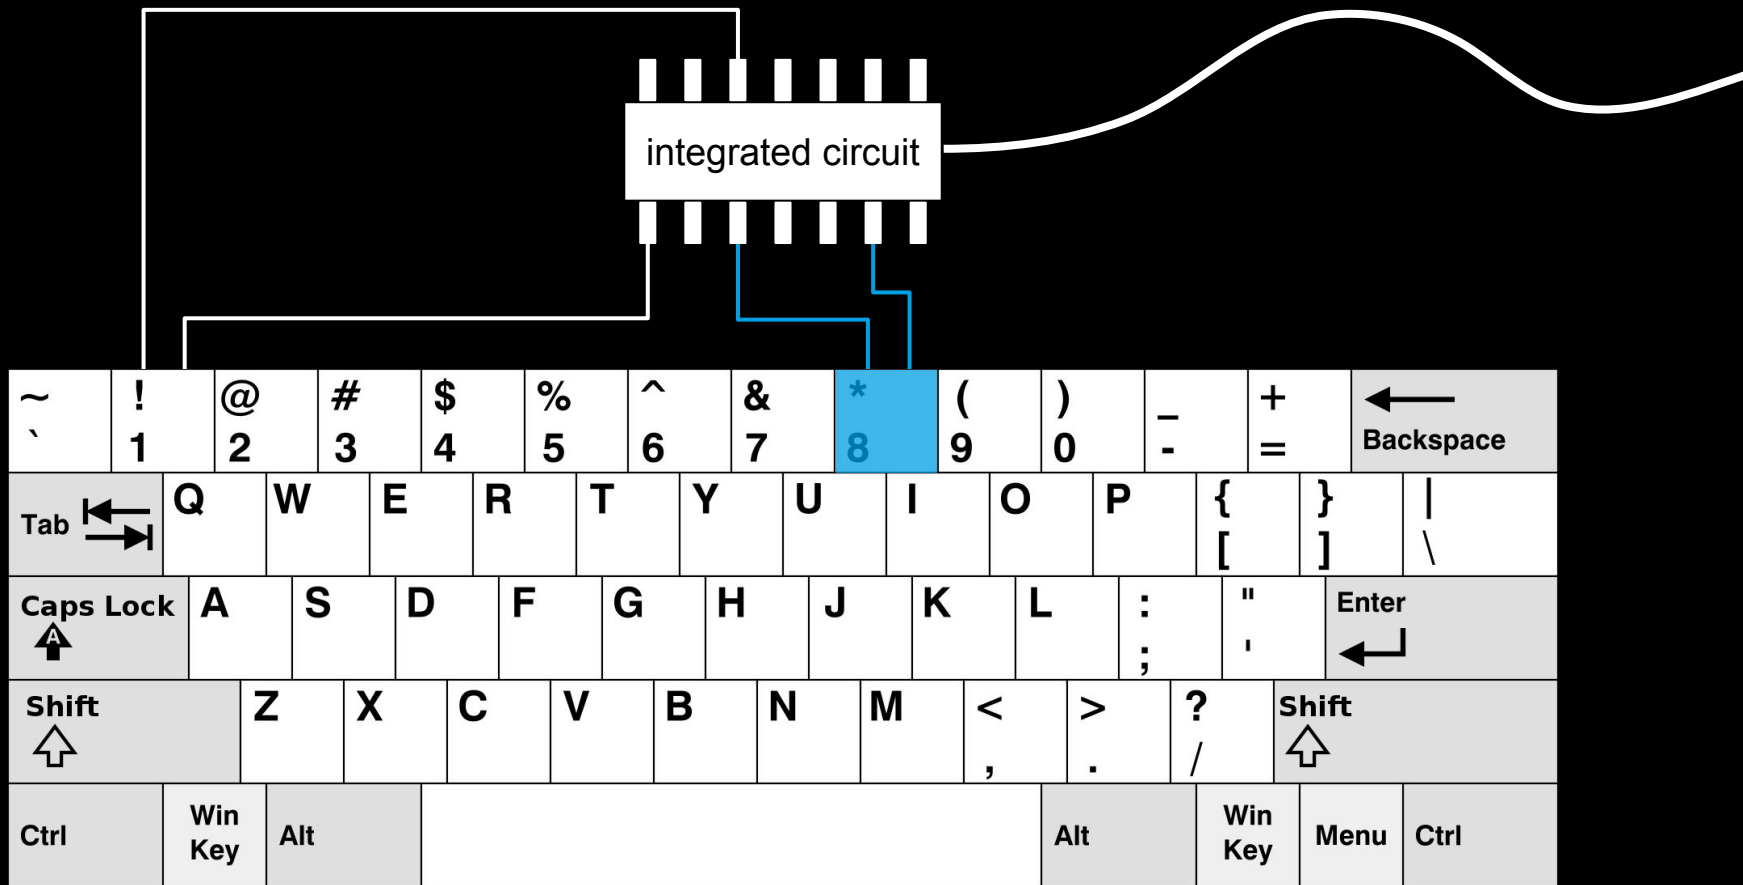 integrated circuit
~ ! @ # $ % ^ & * ( ) _ +
` 1 2 3 4 5 6 7 8 9 0 - = Backspace
Tab Q W E R T Y U I O P { } |
[ ] \
Caps Lock A S D F G H J K L : " Enter
A ; '
Shift Z X C V B N M < > ? Shift
, . /
Ctrl Win Key Alt Alt Win Key Menu Ctrl